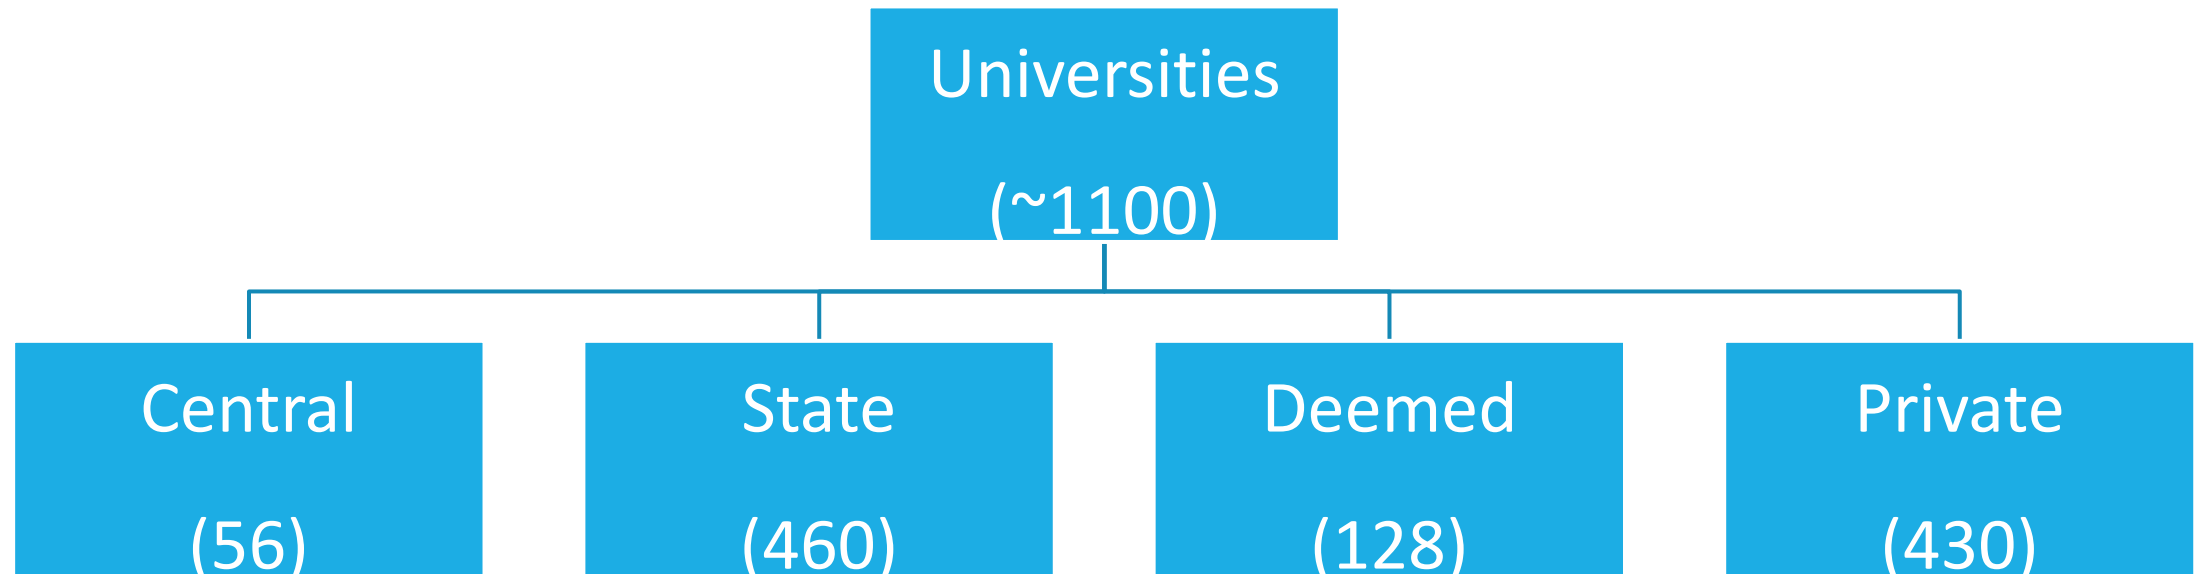 Universities
(~1100)
Central
(56)
State
(460)
Deemed
(128)
Private
(430)